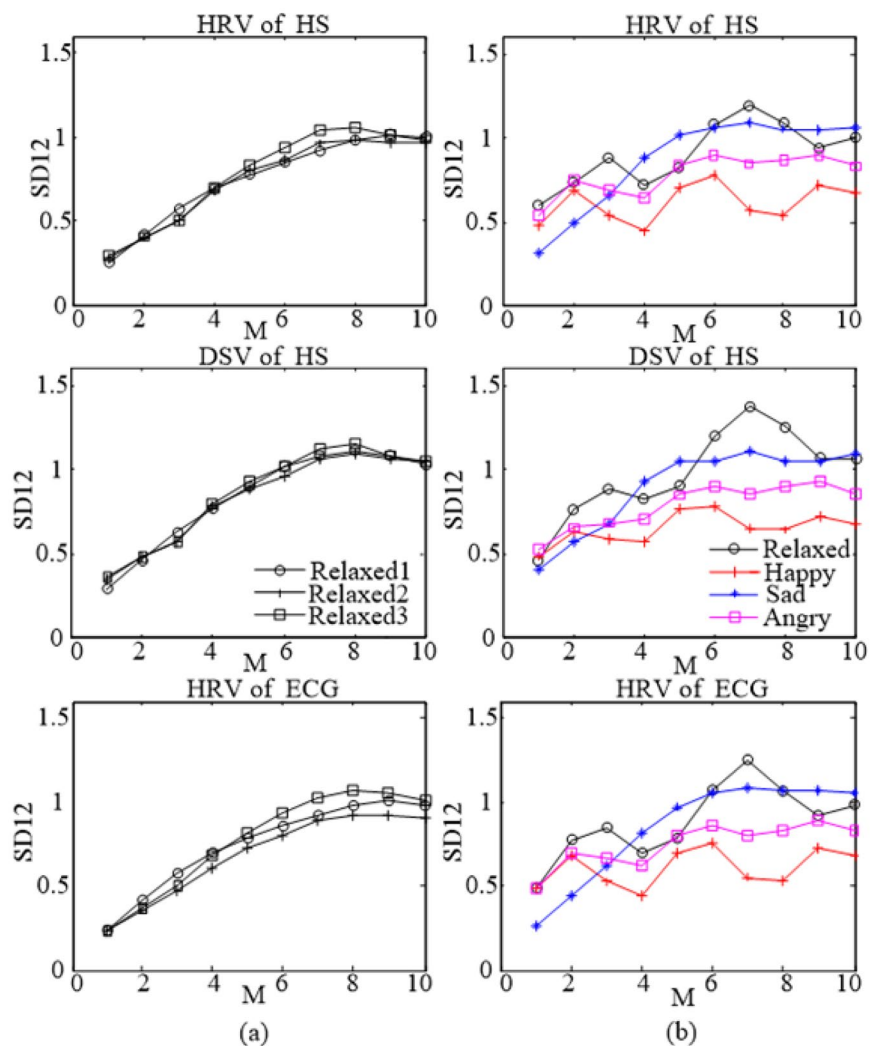 HRV of HS
1.5
1
0.5
0
SD12
0 2 4 6 8 10
M
HRV of HS
1.5
1
0.5
0
SD12
0 2 4 6 8 10
M
DSV of HS
1.5
1
0.5
0
SD12
Relaxed1
Relaxed2
Relaxed3
0 2 4 6 8 10
M
DSV of HS
1.5
1
0.5
0
SD12
Relaxed
Happy
Sad
Angry
0 2 4 6 8 10
M
HRV of ECG
1.5
1
0.5
0
SD12
0 2 4 6 8 10
M
(a)
HRV of ECG
1.5
1
0.5
0
SD12
0 2 4 6 8 10
M
(b)